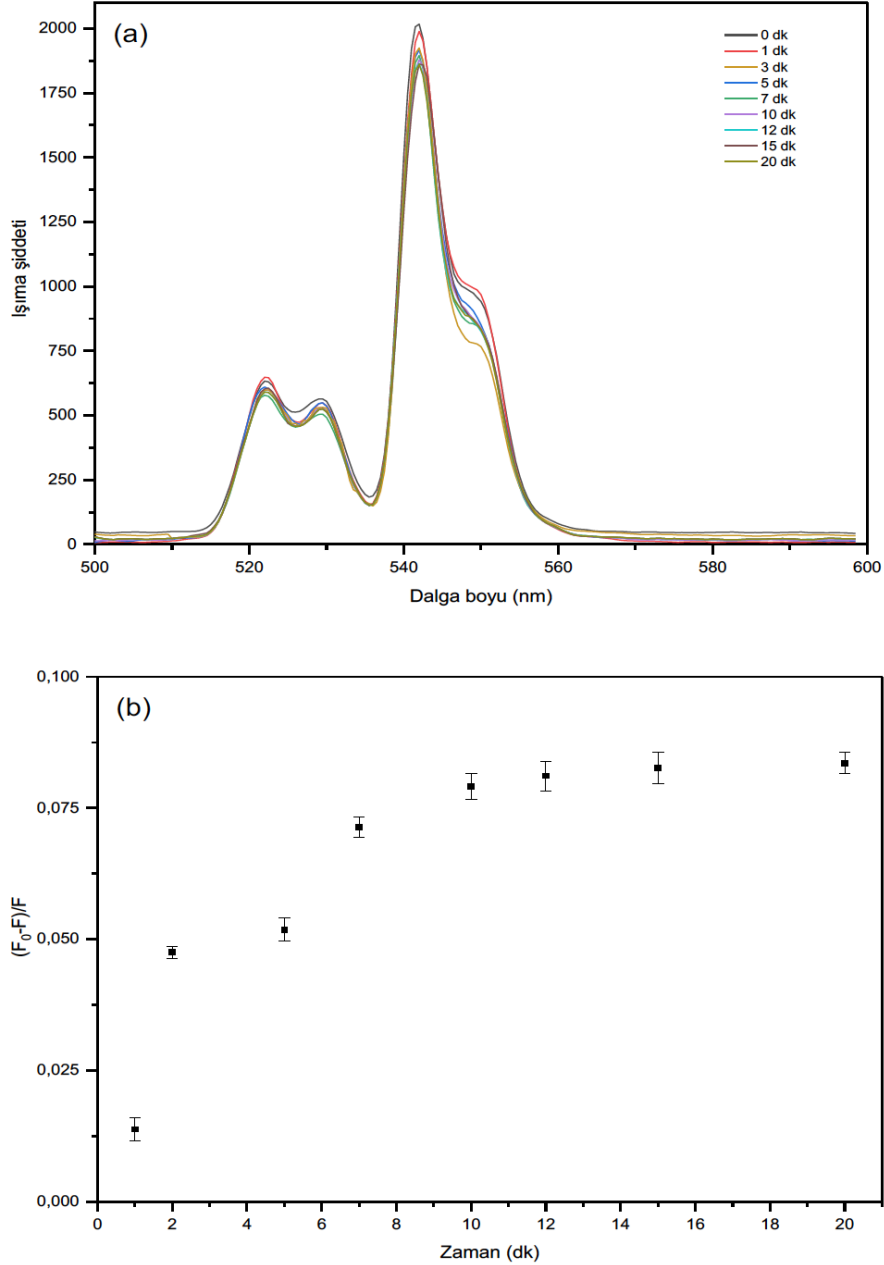 (a)
0 dk
1 dk
3 dk
5 dk
7 dk
10 dk
12 dk
15 dk
20 dk
2000
1750
1500
1250
1000
750
500
250
0
Işıma şiddeti
500 520 540 560 580 600
Dalga boyu (nm)
(b)
0,100
0,075
0,050
0,025
0,000
(F₀-F)/F
0 2 4 6 8 10 12 14 16 18 20
Zaman (dk)